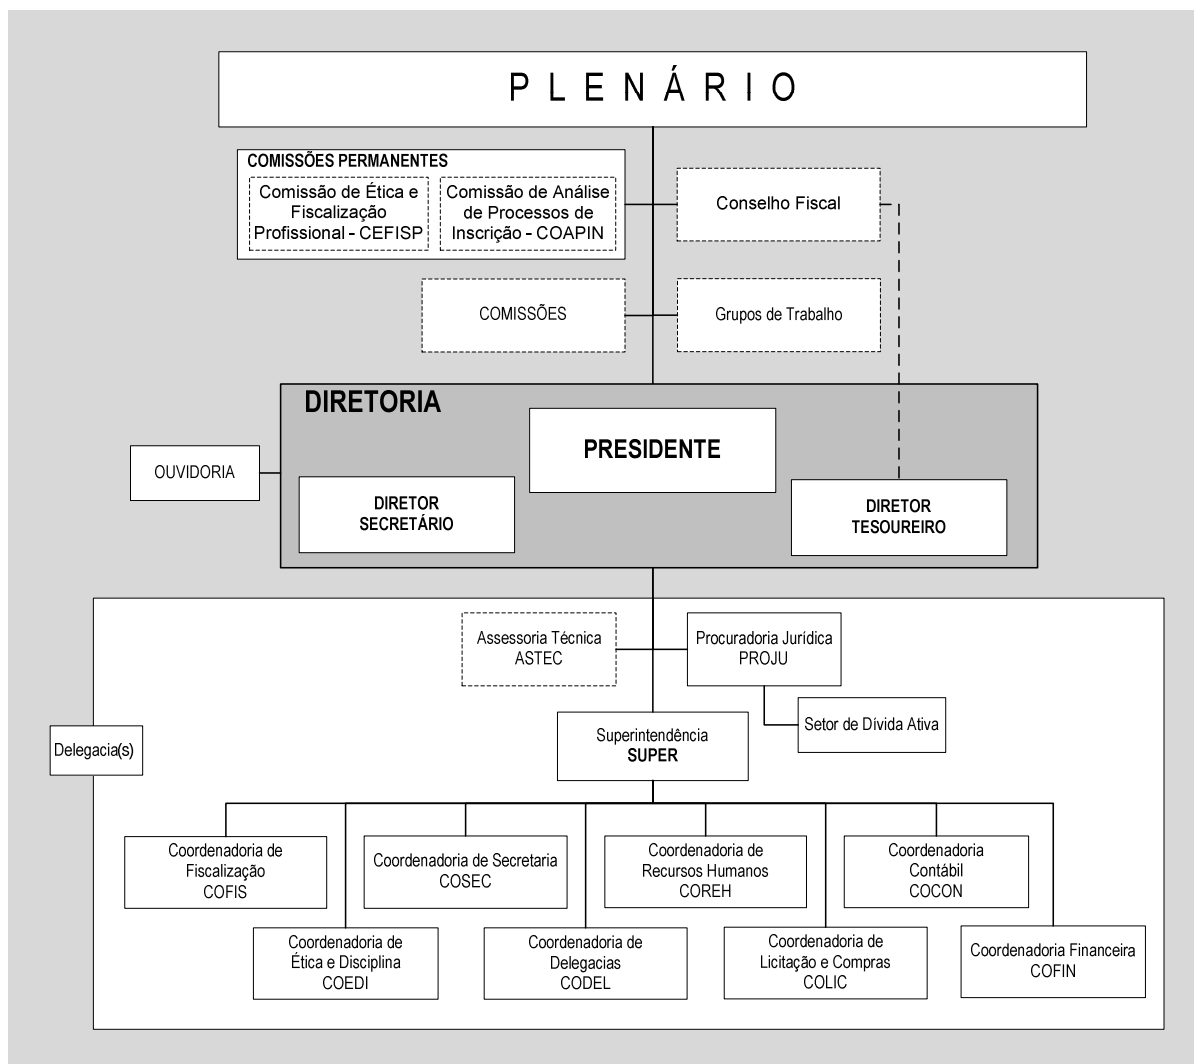 PLENÁRIO
COMISSÕES PERMANENTES
Comissão de Ética e
Fiscalização
Profissional - CEFISP
Comissão de Análise
de Processos de
Inscrição - COAPIN
Conselho Fiscal
COMISSÕES
Grupos de Trabalho
DIRETORIA
PRESIDENTE
OUVIDORIA
DIRETOR
SECRETÁRIO
DIRETOR
TESOUREIRO
Assessoria Técnica
ASTEC
Procuradoria Jurídica
PROJU
Setor de Dívida Ativa
Superintendência
SUPER
Delegacia(s)
Coordenadoria de
Fiscalização
COFIS
Coordenadoria de Secretaria
COSEC
Coordenadoria de
Recursos Humanos
COREH
Coordenadoria
Contábil
COCON
Coordenadoria de
Ética e Disciplina
COEDI
Coordenadoria de
Delegacias
CODEL
Coordenadoria de
Licitação e Compras
COLIC
Coordenadoria Financeira
COFIN